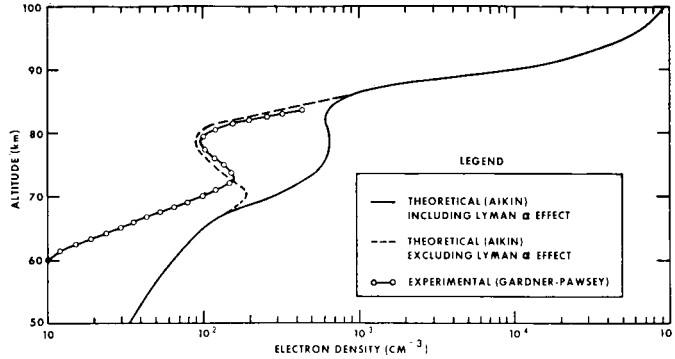 100
90
80
70
60
50
ALTITUDE (km)
10
10²
10³
10⁴
10⁵
ELECTRON DENSITY (CM⁻³)
LEGEND
THEORETICAL (AIKIN)
INCLUDING LYMAN α EFFECT
THEORETICAL (AIKIN)
EXCLUDING LYMAN α EFFECT
EXPERIMENTAL (GARDNER-PAWSEY)